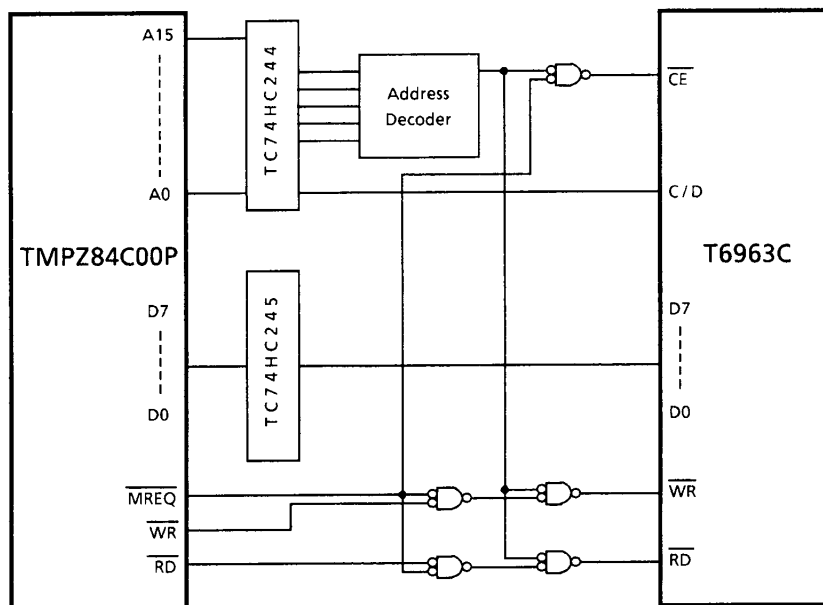 A15
A0
TMPZ84C00P
D7
D0
MREQ
WR
RD
TC74HC244
Address
Decoder
TC74HC245
CE
C/D
T6963C
D7
D0
WR
RD